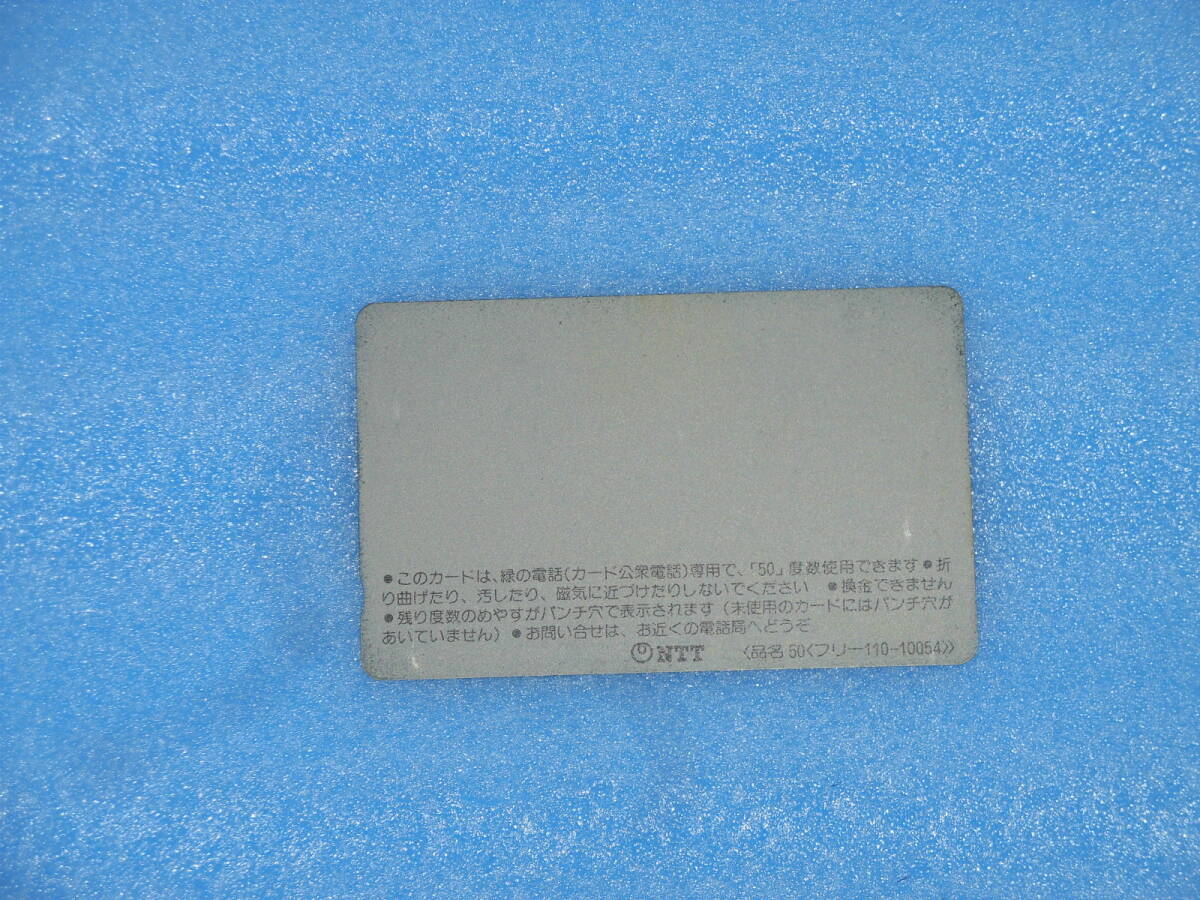 ●このカードは、緑の電話(カード公衆電話)専用で、「50」度数使用できます●折
り曲げたり、汚したり、磁気に近づけたりしないでください ●換金できません
●残り度数のめやすがパンチ穴で表示されます(未使用のカードにはパンチ穴が
あいていません)●お問い合せは、お近くの電話局へどうぞ
NTT 〈品名 50〈フリー110-10054〉〉